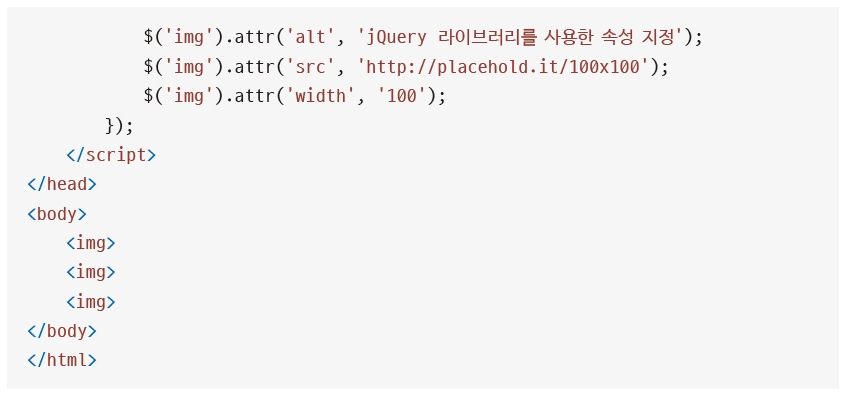 $('img').attr('alt', 'jQuery 라이브러리를 사용한 속성 지정');
$('img').attr('src', 'http://placehold.it/100x100');
$('img').attr('width', '100');
});
</script>
</head>
<body>
<img>
<img>
<img>
</body>
</html>